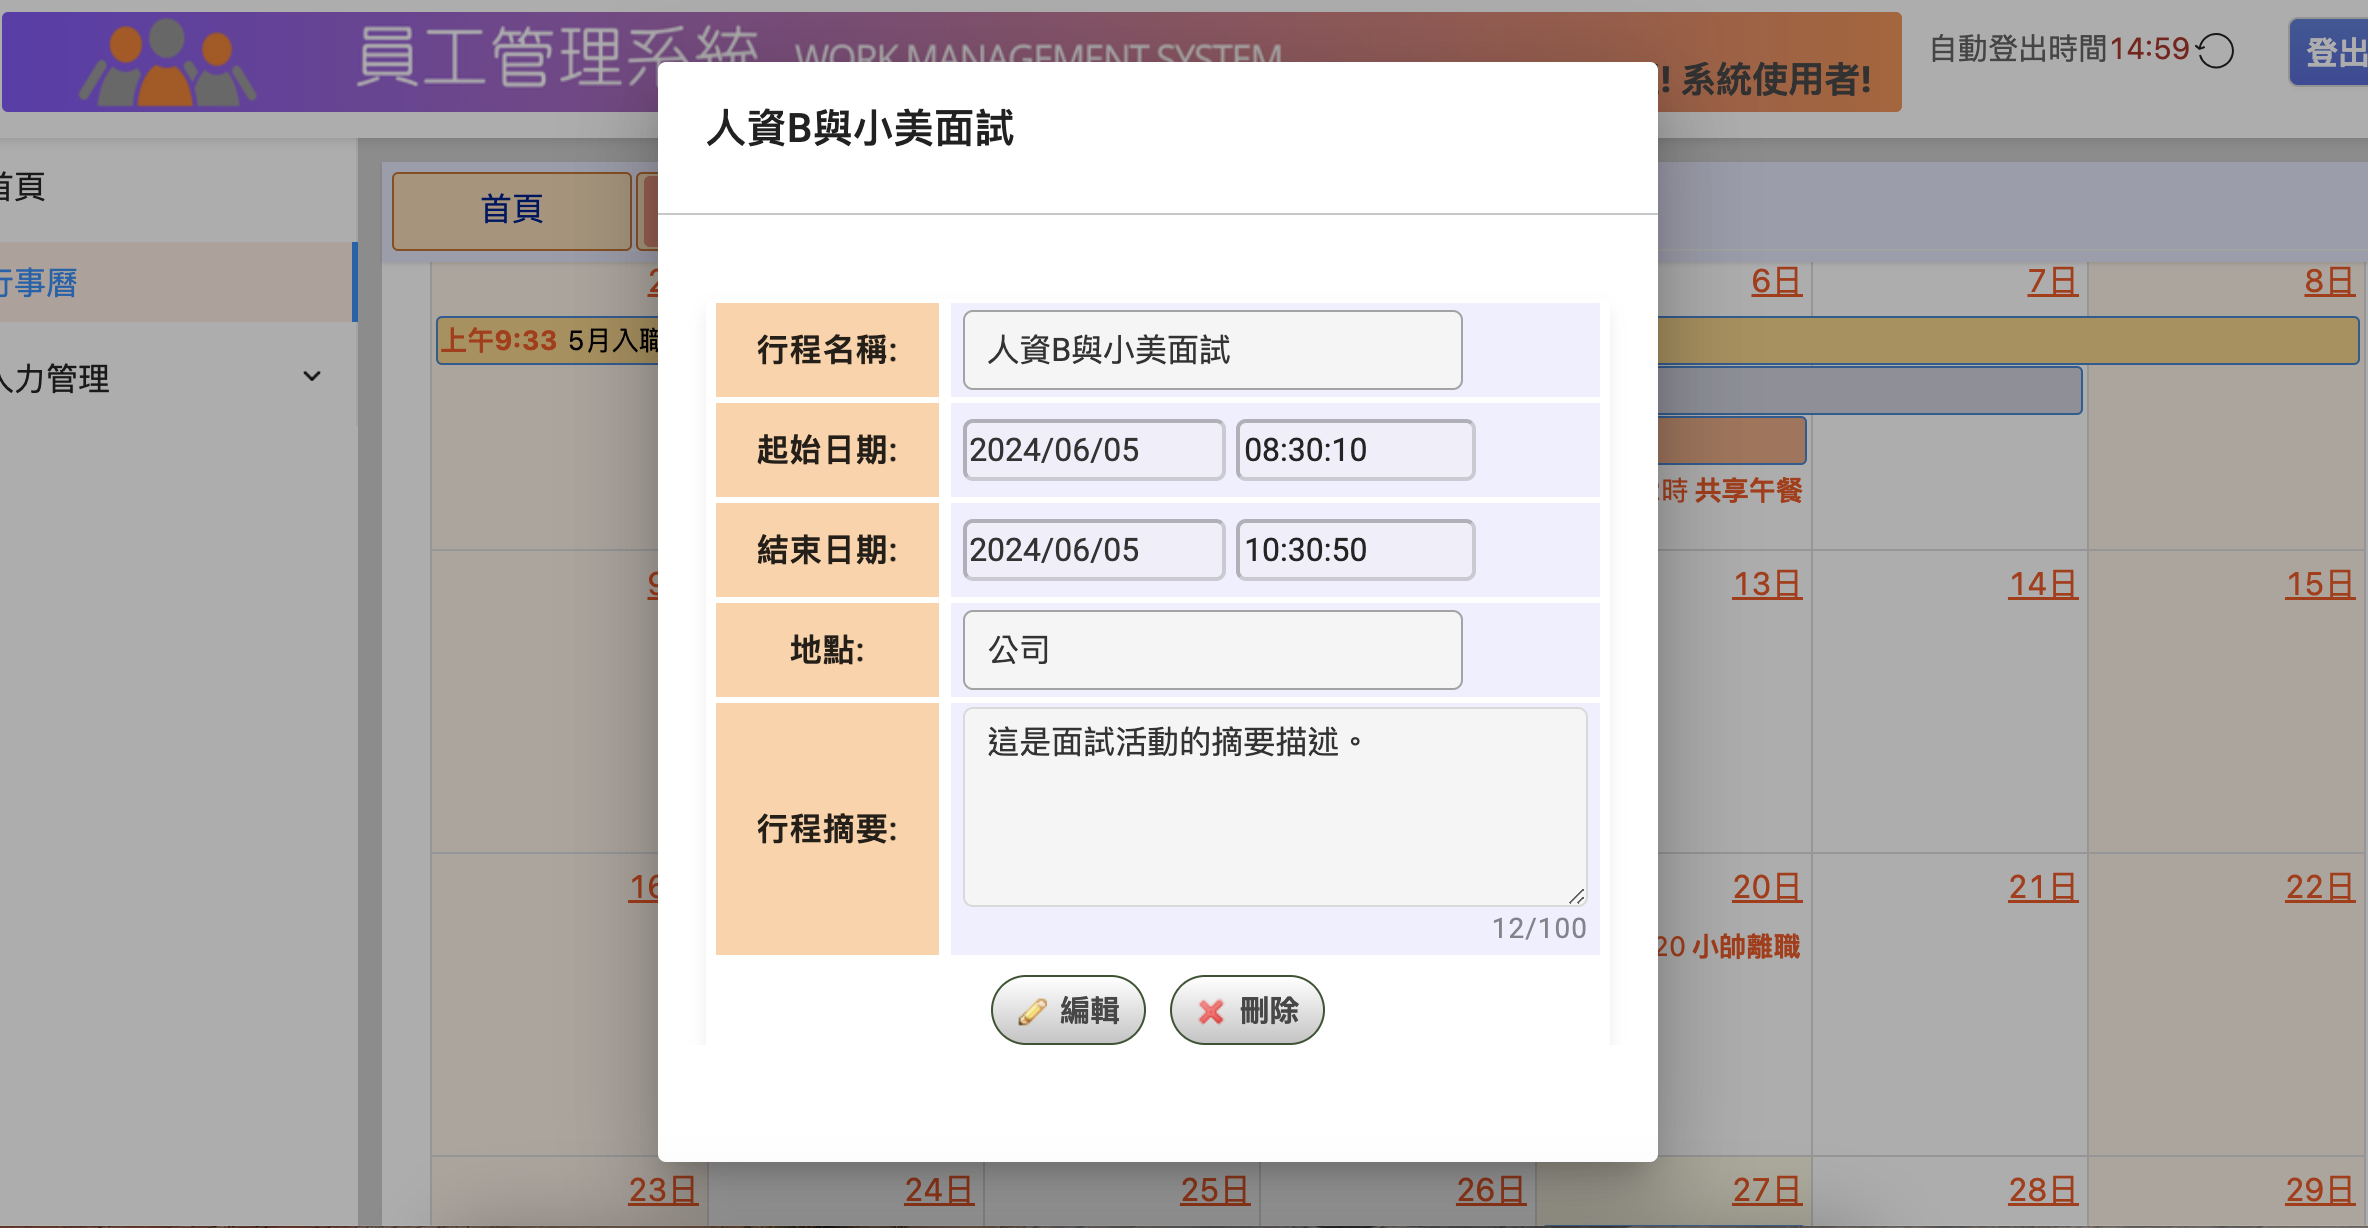 員工管理系統 WORK MANAGEMENT SYSTEM
! 系統使用者!
自動登出時間14:59
登出
首頁
行事曆
人力管理
首頁
人資B與小美面試
行程名稱: 人資B與小美面試
起始日期: 2024/06/05 08:30:10
結束日期: 2024/06/05 10:30:50
地點: 公司
行程摘要: 這是面試活動的摘要描述。
12/100
編輯 刪除
6日 7日 8日
上午9:33 5月入職
時 共享午餐
13日 14日 15日
16 20日 21日 22日
20 小帥離職
23日 24日 25日 26日 27日 28日 29日